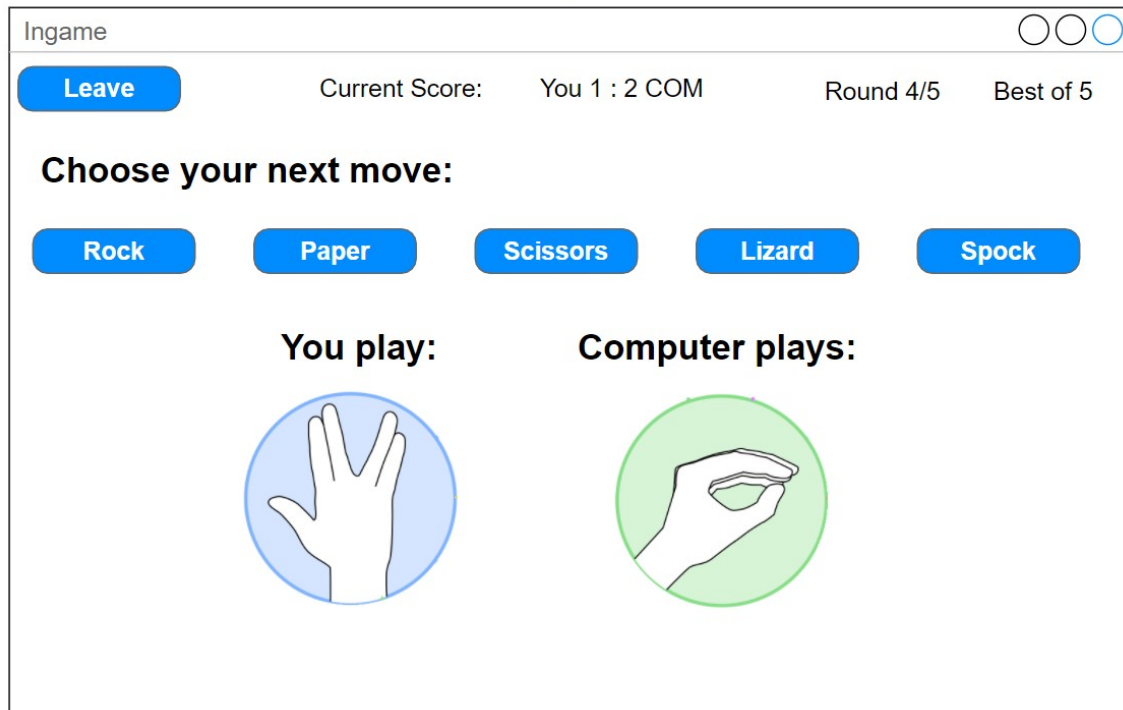 Ingame
Leave
Current Score: You 1 : 2 COM Round 4/5 Best of 5
Choose your next move:
Rock Paper Scissors Lizard Spock
You play: Computer plays: